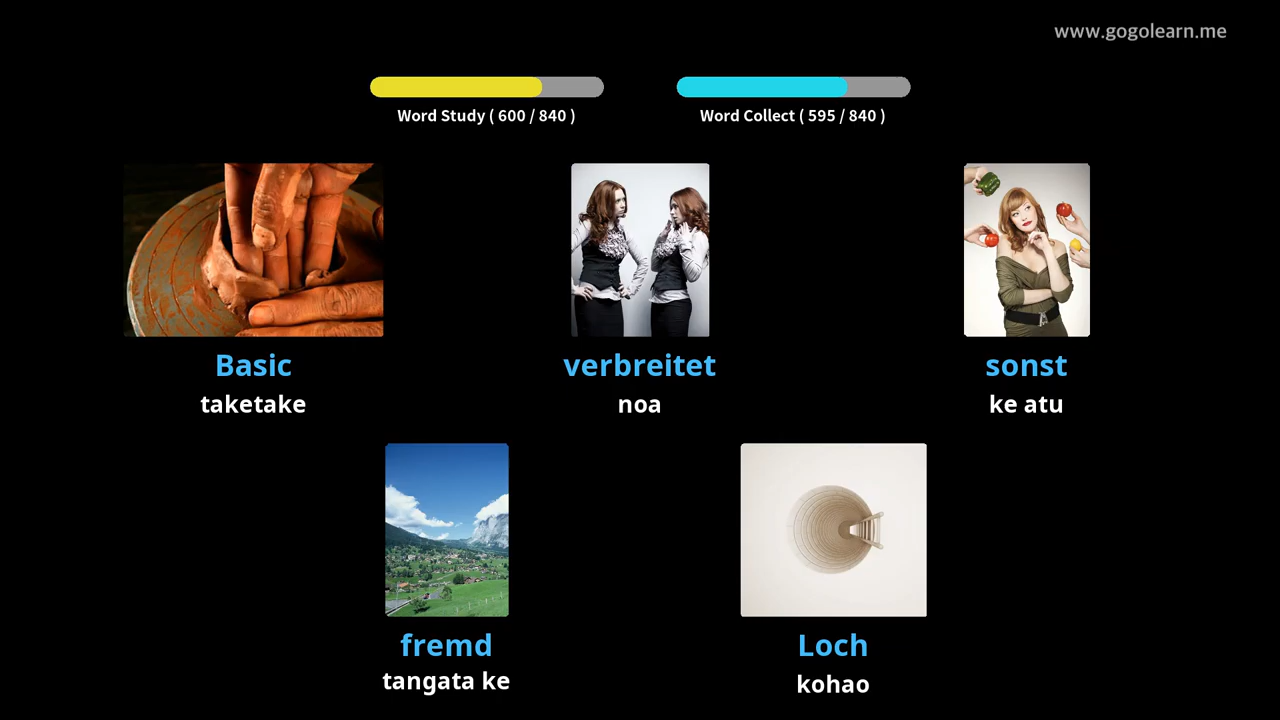 www.gogolearn.me
Word Study ( 600 / 840 )
Word Collect ( 595 / 840 )
Basic
taketake
verbreitet
noa
sonst
ke atu
fremd
tangata ke
Loch
kohao